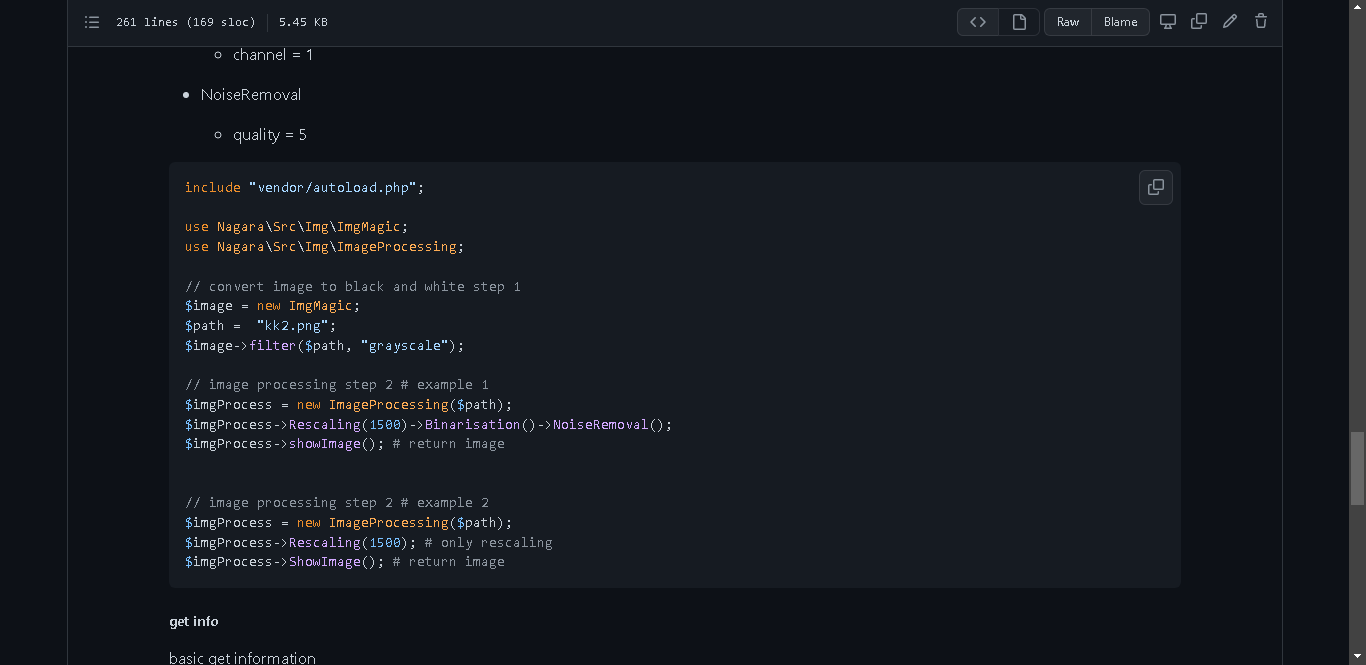 261 lines (169 sloc) 5.45 KB Raw Blame
channel = 1
NoiseRemoval
quality = 5
include "vendor/autoload.php";
use Nagara\Src\Img\ImgMagic;
use Nagara\Src\Img\ImageProcessing;
// convert image to black and white step 1
$image = new ImgMagic;
$path =  "kk2.png";
$image->filter($path, "grayscale");
// image processing step 2 # example 1
$imgProcess = new ImageProcessing($path);
$imgProcess->Rescaling(1500)->Binarisation()->NoiseRemoval();
$imgProcess->showImage(); # return image
// image processing step 2 # example 2
$imgProcess = new ImageProcessing($path);
$imgProcess->Rescaling(1500); # only rescaling
$imgProcess->ShowImage(); # return image
get info
basic get information